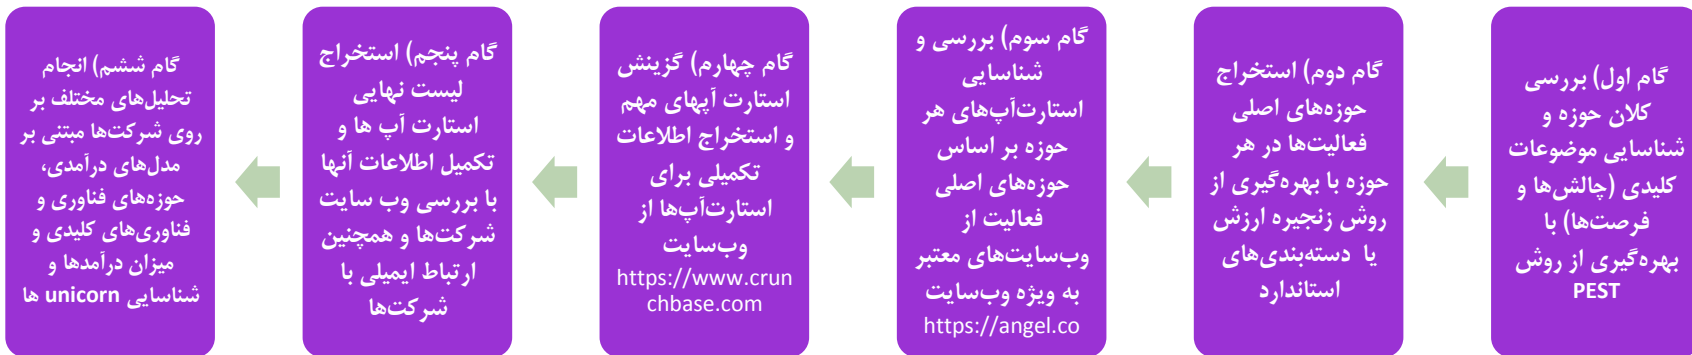 گام اول) بررسی
کلان حوزه و
شناسایی موضوعات
کلیدی (چالش‌ها و
فرصت‌ها) با
بهره‌گیری از روش
PEST
گام دوم) استخراج
حوزه‌های اصلی
فعالیت‌ها در هر
حوزه با بهره‌گیری از
روش زنجیره ارزش
یا دسته‌بندی‌های
استاندارد
گام سوم) بررسی و
شناسایی
استارت‌آپ‌های هر
حوزه بر اساس
حوزه‌های اصلی
فعالیت از
وب‌سایت‌های معتبر
به ویژه وب‌سایت
https://angel.co
گام چهارم) گزینش
استارت آپهای مهم
و استخراج اطلاعات
تکمیلی برای
استارت‌آپ‌ها از
وب‌سایت
https://www.crun
chbase.com
گام پنجم) استخراج
لیست نهایی
استارت آپ ها و
تکمیل اطلاعات آنها
با بررسی وب سایت
شرکت‌ها و همچنین
ارتباط ایمیلی با
شرکت‌ها
گام ششم) انجام
تحلیل‌های مختلف بر
روی شرکت‌ها مبتنی بر
مدل‌های درآمدی،
حوزه‌های فناوری و
فناوری‌های کلیدی و
میزان درآمدها و
شناسایی unicorn ها